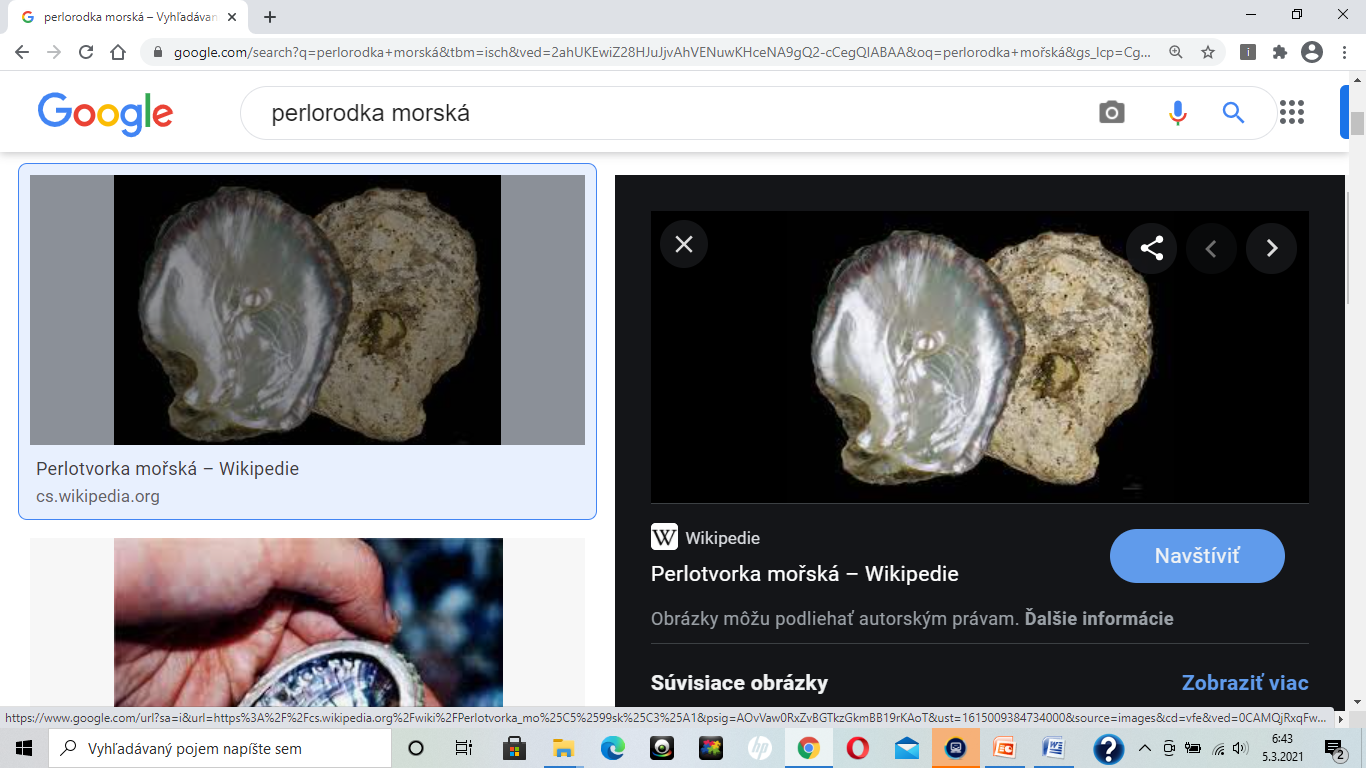 perlorodka morská – Vyhľadávan
google.com/search?q=perlorodka+morská&tbm=isch&ved=2ahUKEwiZ28HJuJjvAhVENuwKHceNA9gQ2-cCegQIABAA&oq=perlorodka+mořská&gs_lcp=Cg...
Google
perlorodka morská
Perlotvorka mořská – Wikipedie
cs.wikipedia.org
W Wikipedie
Perlotvorka mořská – Wikipedie
Navštíviť
Obrázky môžu podliehať autorským právam. Ďalšie informácie
Súvisiace obrázky
Zobraziť viac
https://www.google.com/url?sa=i&url=https%3A%2F%2Fcs.wikipedia.org%2Fwiki%2FPerlotvorka_mo%25C5%2599sk%25C3%25A1&psig=AOvVaw0RxZvBGTkzGkmBB19rKAoT&ust=1615009384734000&source=images&cd=vfe&ved=0CAMQjRxqFw...
Vyhľadávaný pojem napíšte sem
hp
6:43
5.3.2021
2